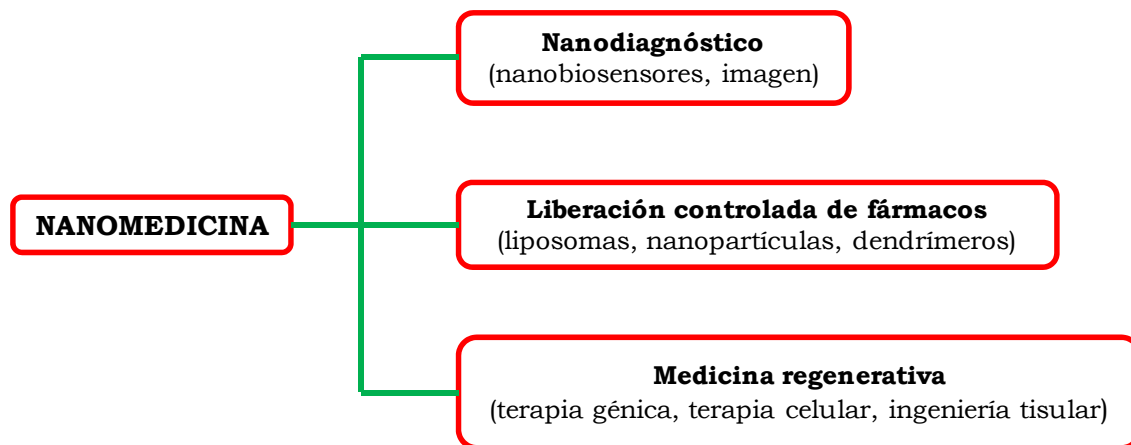 Nanodiagnóstico
(nanobiosensores, imagen)
NANOMEDICINA
Liberación controlada de fármacos
(liposomas, nanopartículas, dendrímeros)
Medicina regenerativa
(terapia génica, terapia celular, ingeniería tisular)